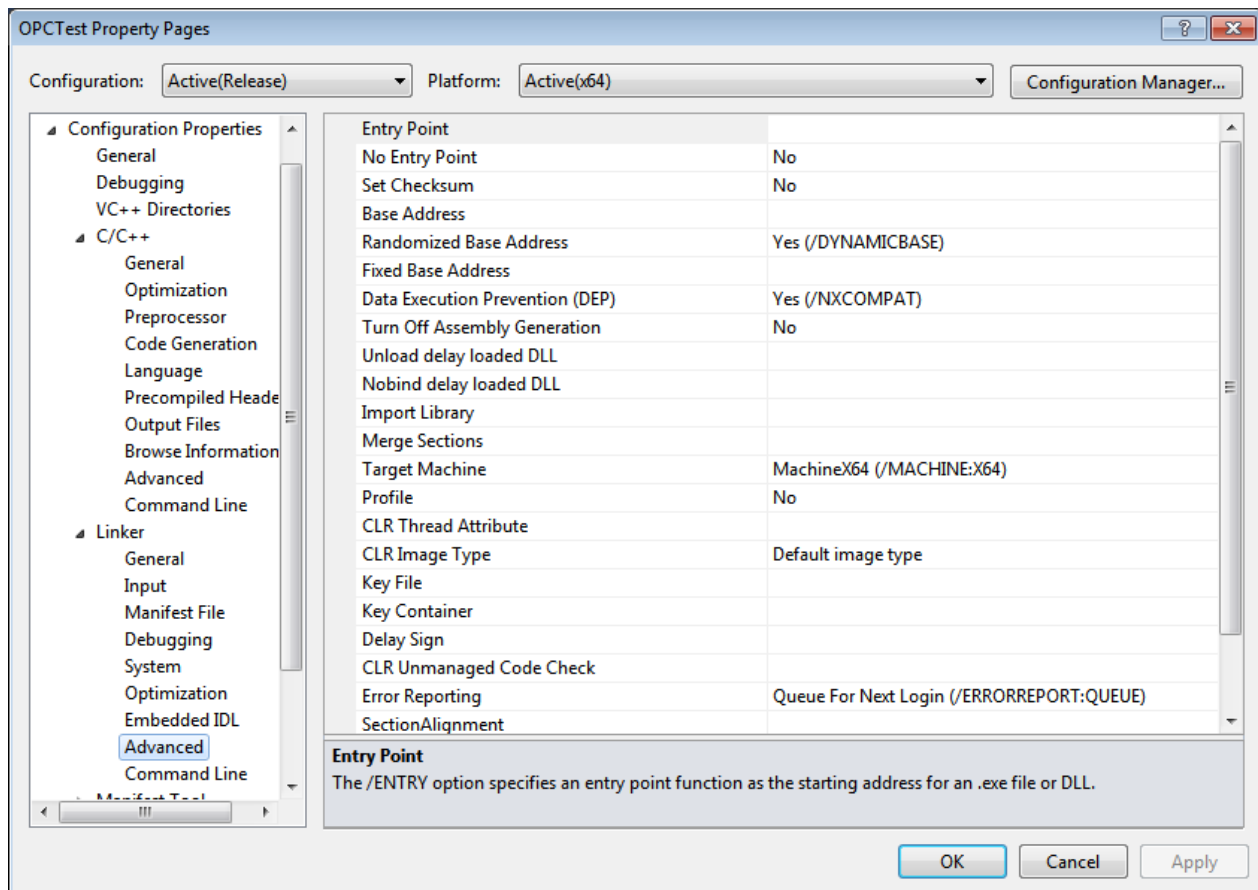 OPCTest Property Pages
Configuration: Active(Release) Platform: Active(x64) Configuration Manager...
Configuration Properties
General
Debugging
VC++ Directories
C/C++
General
Optimization
Preprocessor
Code Generation
Language
Precompiled Heade
Output Files
Browse Information
Advanced
Command Line
Linker
General
Input
Manifest File
Debugging
System
Optimization
Embedded IDL
Advanced
Command Line
Manifest Tool
Entry Point
No Entry Point No
Set Checksum No
Base Address
Randomized Base Address Yes (/DYNAMICBASE)
Fixed Base Address
Data Execution Prevention (DEP) Yes (/NXCOMPAT)
Turn Off Assembly Generation No
Unload delay loaded DLL
Nobind delay loaded DLL
Import Library
Merge Sections
Target Machine MachineX64 (/MACHINE:X64)
Profile No
CLR Thread Attribute
CLR Image Type Default image type
Key File
Key Container
Delay Sign
CLR Unmanaged Code Check
Error Reporting Queue For Next Login (/ERRORREPORT:QUEUE)
SectionAlignment
Entry Point
The /ENTRY option specifies an entry point function as the starting address for an .exe file or DLL.
OK Cancel Apply